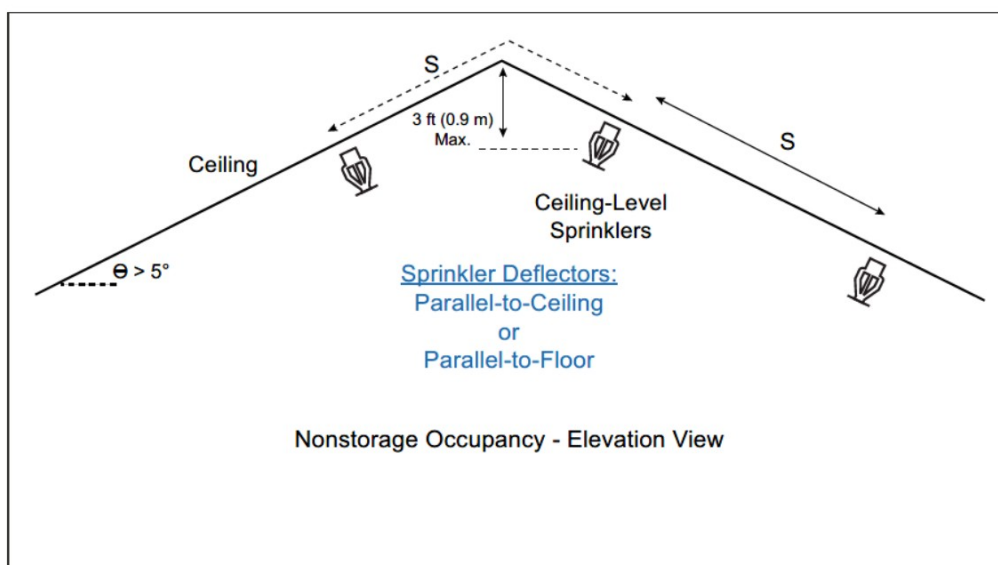 S
3 ft (0.9 m)
Max.
S
Ceiling
Ceiling-Level
Sprinklers
Ɵ > 5°
Sprinkler Deflectors:
Parallel-to-Ceiling
or
Parallel-to-Floor
Nonstorage Occupancy - Elevation View